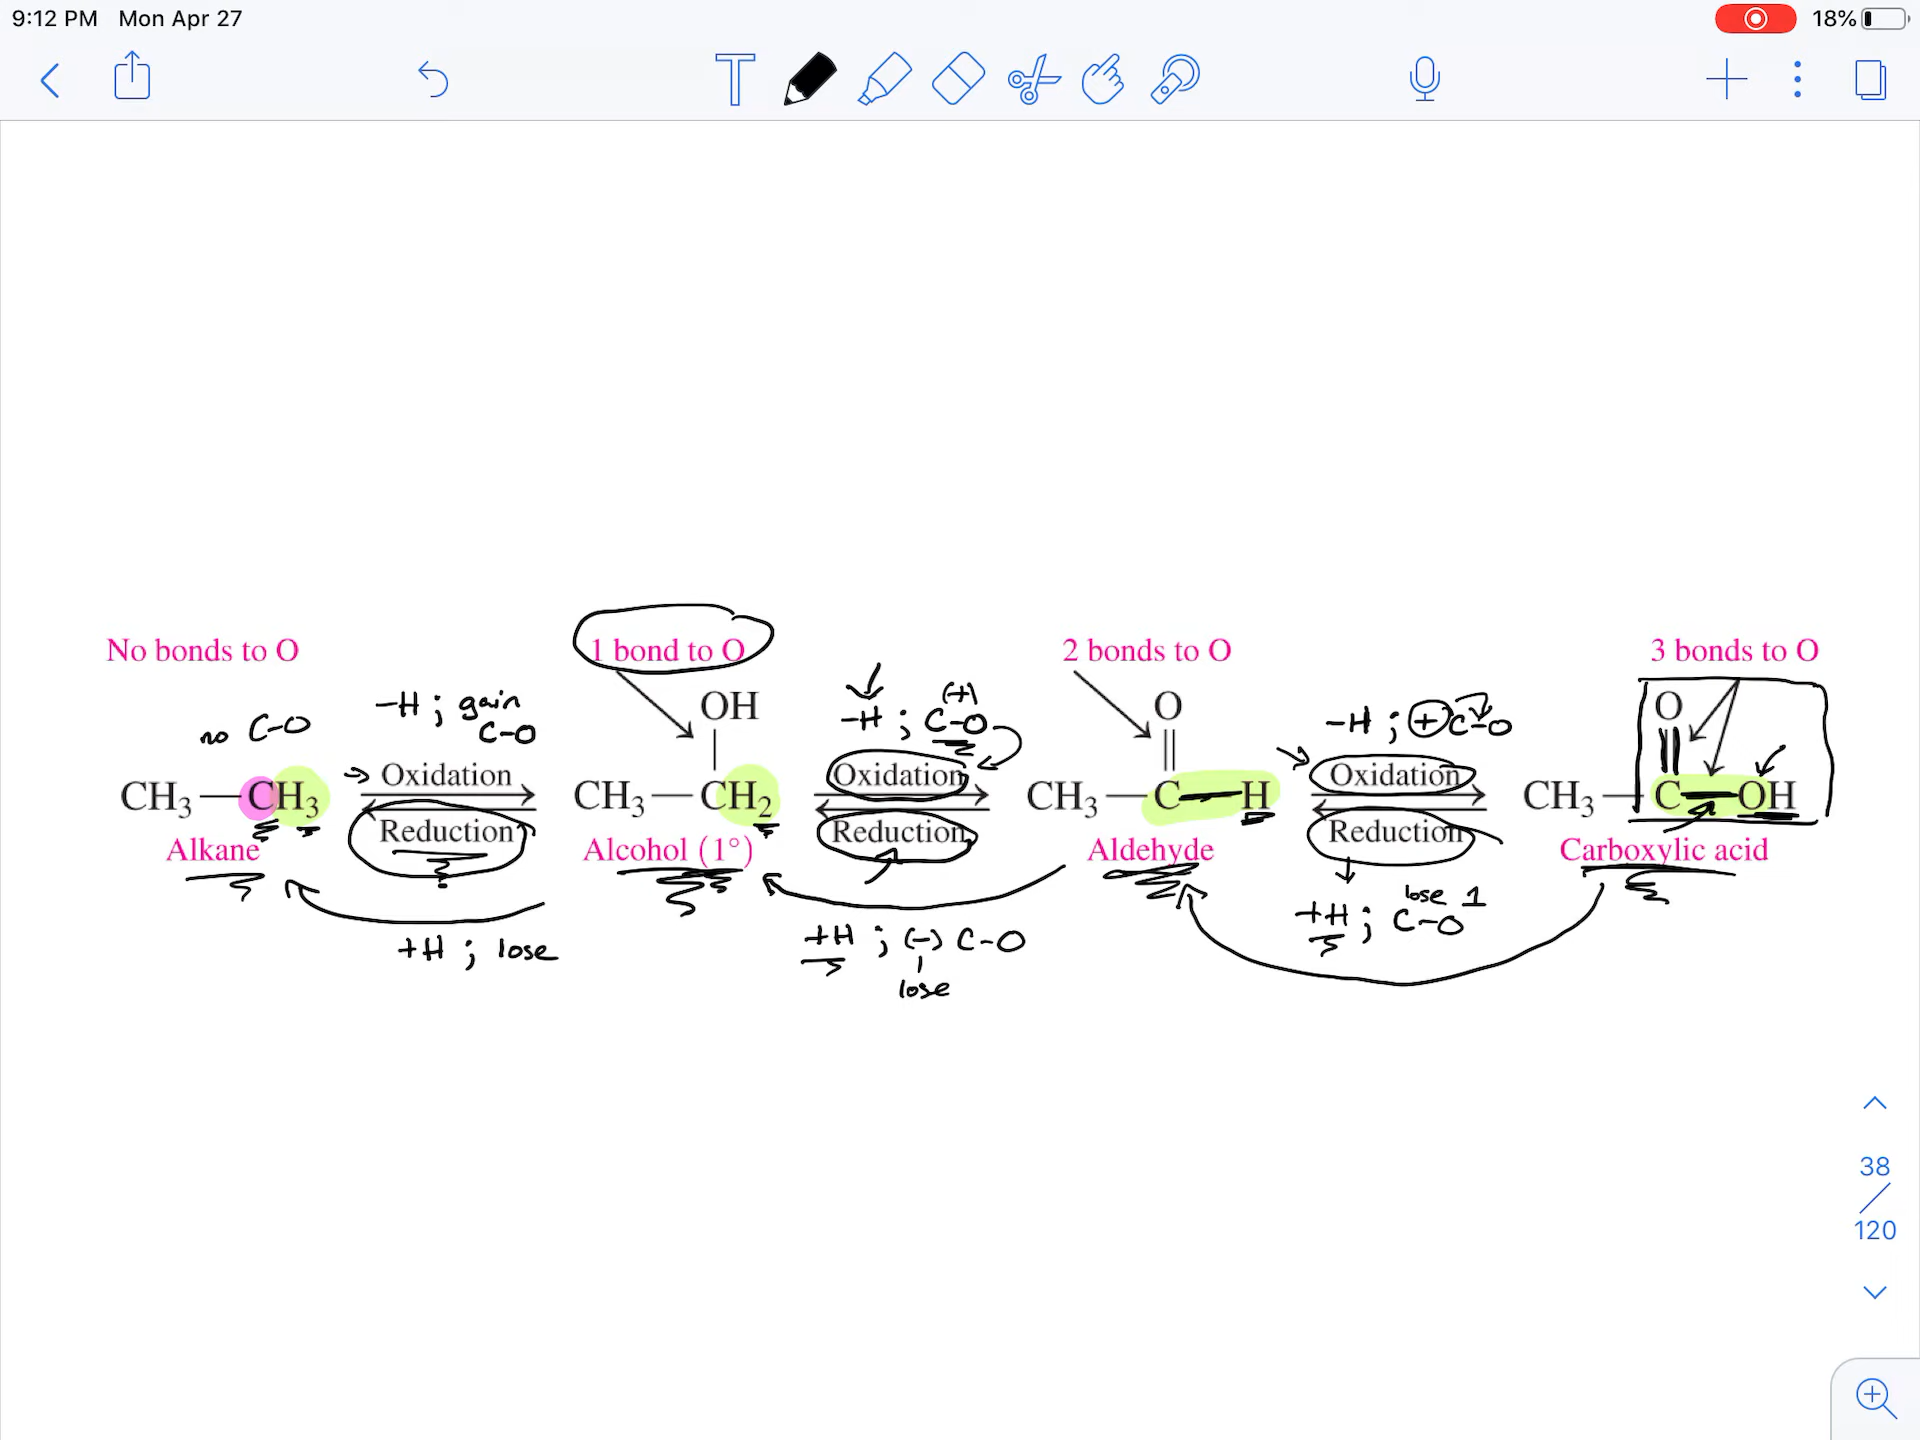 9:12 PM Mon Apr 27
18%
T
No bonds to O
1 bond to O
2 bonds to O
3 bonds to O
no C-O
-H ; gain
C-O
OH
-H ; C-O
(+)
O
-H ; (+) C-O
O
CH₃—CH₃
Oxidation
Reduction
CH₃—CH₂
Oxidation
Reduction
CH₃—C—H
Oxidation
Reduction
CH₃—C—OH
Alkane
Alcohol (1°)
Aldehyde
Carboxylic acid
+H ; lose
+H ; (-) C-O
lose
lose 1
+H ; C-O
38
/
120